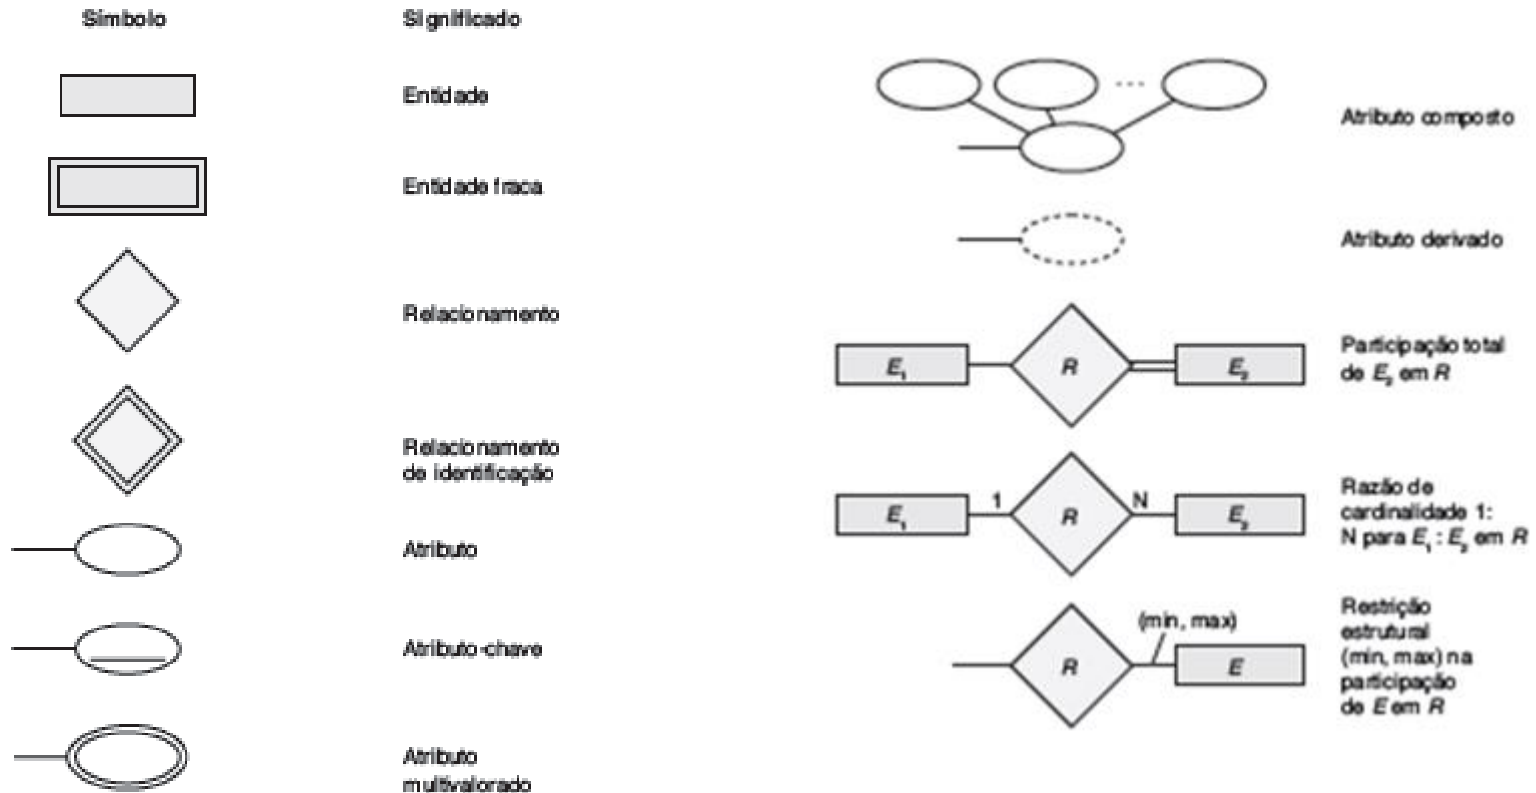 Símbolo
Significado
Entidade
Entidade fraca
Relacionamento
Relacionamento
de identificação
Atributo
Atributo-chave
Atributo
multivalorado
Atributo composto
Atributo derivado
E₁
R
E₂
Participação total
de E₂ em R
E₁
1
R
N
E₂
Razão de
cardinalidade 1:
N para E₁ : E₂ em R
R
(min, max)
E
Restrição
estrutural
(min, max) na
participação
de E em R